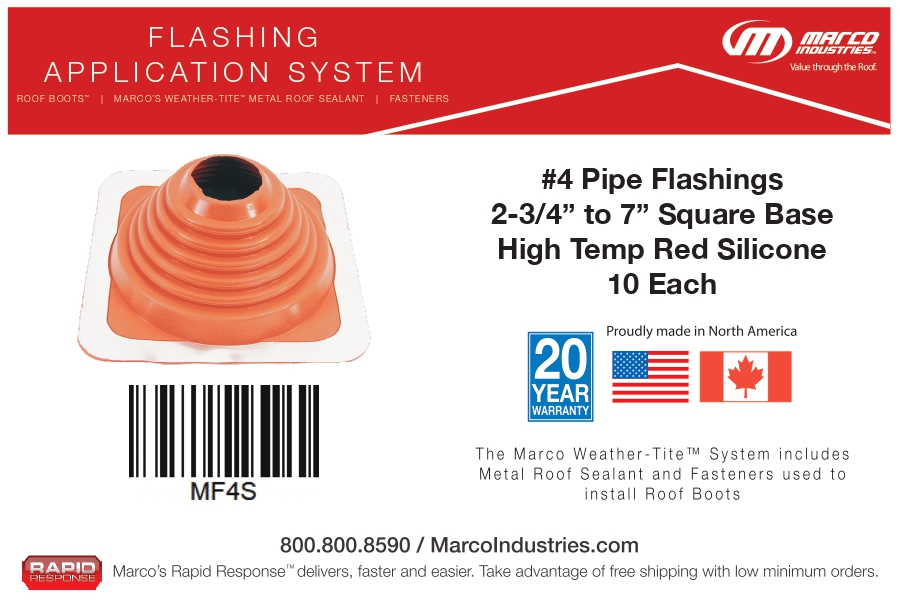 FLASHING
APPLICATION SYSTEM
ROOF BOOTS™ | MARCO'S WEATHER-TITE™ METAL ROOF SEALANT | FASTENERS
MARCO
INDUSTRIES™
Value through the Roof.
#4 Pipe Flashings
2-3/4” to 7” Square Base
High Temp Red Silicone
10 Each
Proudly made in North America
20
YEAR
WARRANTY
MF4S
The Marco Weather-Tite™ System includes
Metal Roof Sealant and Fasteners used to
install Roof Boots
800.800.8590 / MarcoIndustries.com
RAPID
RESPONSE
Marco’s Rapid Response™ delivers, faster and easier. Take advantage of free shipping with low minimum orders.